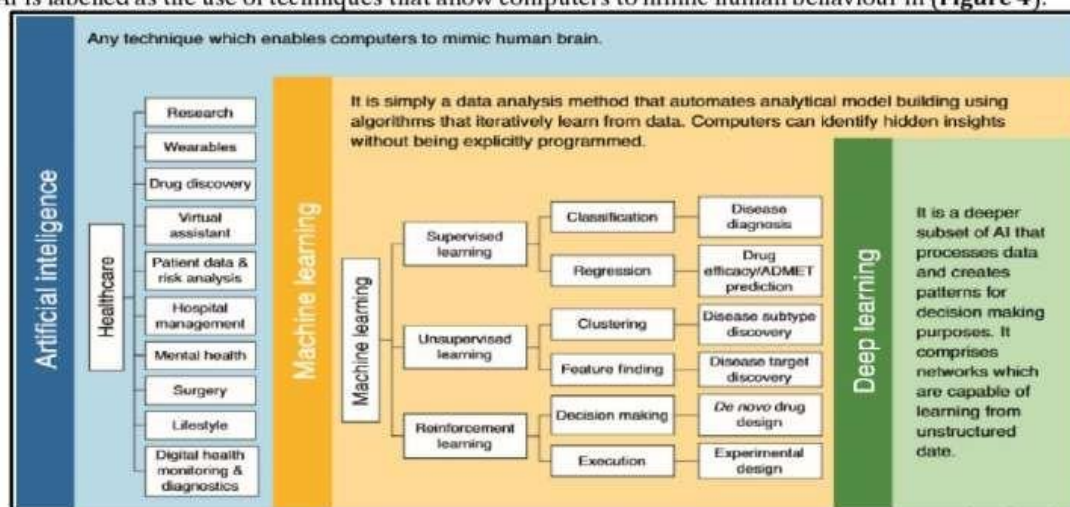 AI is labelled as the use of techniques that allow computers to mimic human behaviour in (Figure 4).
Any technique which enables computers to mimic human brain.
Artificial inteligence
Healthcare
Research
Wearables
Drug discovery
Virtual
assistant
Patient data &
risk analysis
Hospital
management
Mental health
Surgery
Lifestyle
Digital health
monitoring &
diagnostics
Machine learning
It is simply a data analysis method that automates analytical model building using
algorithms that iteratively learn from data. Computers can identify hidden insights
without being explicitly programmed.
Machine learning
Supervised
learning
Classification
Disease
diagnosis
Regression
Drug
efficacy/ADMET
prediction
Unsupervised
learning
Clustering
Disease subtype
discovery
Feature finding
Disease target
discovery
Reinforcement
learning
Decision making
De novo drug
design
Execution
Experimental
design
Deep learning
It is a deeper
subset of AI that
processes data
and creates
patterns for
decision making
purposes. It
comprises
networks which
are capable of
learning from
unstructured
date.